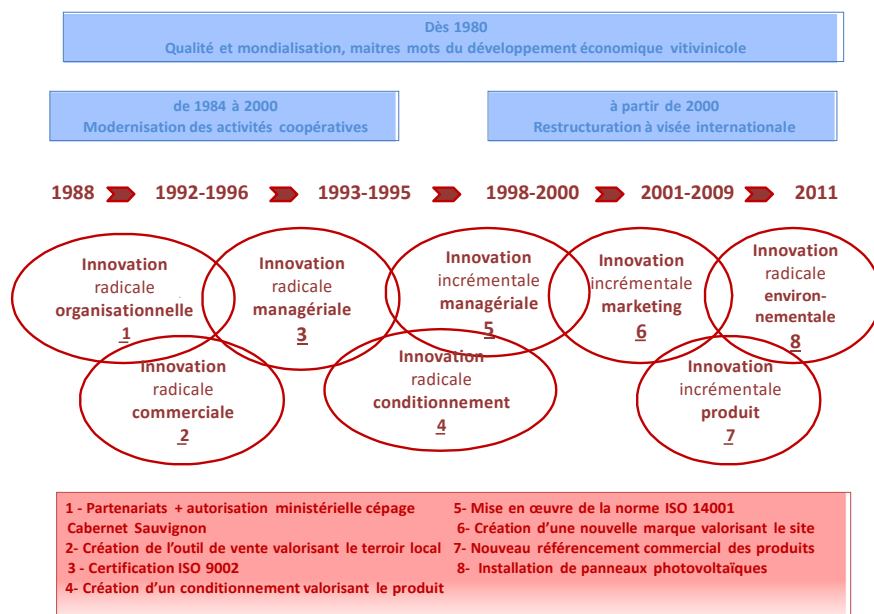 Dès 1980
Qualité et mondialisation, maitres mots du développement économique vitivinicole
de 1984 à 2000
Modernisation des activités coopératives
à partir de 2000
Restructuration à visée internationale
1988 1992-1996 1993-1995 1998-2000 2001-2009 2011
Innovation
radicale
organisationnelle
1
Innovation
radicale
commerciale
2
Innovation
radicale
managériale
3
Innovation
radicale
conditionnement
4
Innovation
incrémentale
managériale
5
Innovation
incrémentale
marketing
6
Innovation
incrémentale
produit
7
Innovation
radicale
environ-
nementale
8
1 - Partenariats + autorisation ministérielle cépage
Cabernet Sauvignon
2- Création de l'outil de vente valorisant le terroir local
3 - Certification ISO 9002
4- Création d'un conditionnement valorisant le produit
5- Mise en œuvre de la norme ISO 14001
6- Création d'une nouvelle marque valorisant le site
7- Nouveau référencement commercial des produits
8- Installation de panneaux photovoltaïques